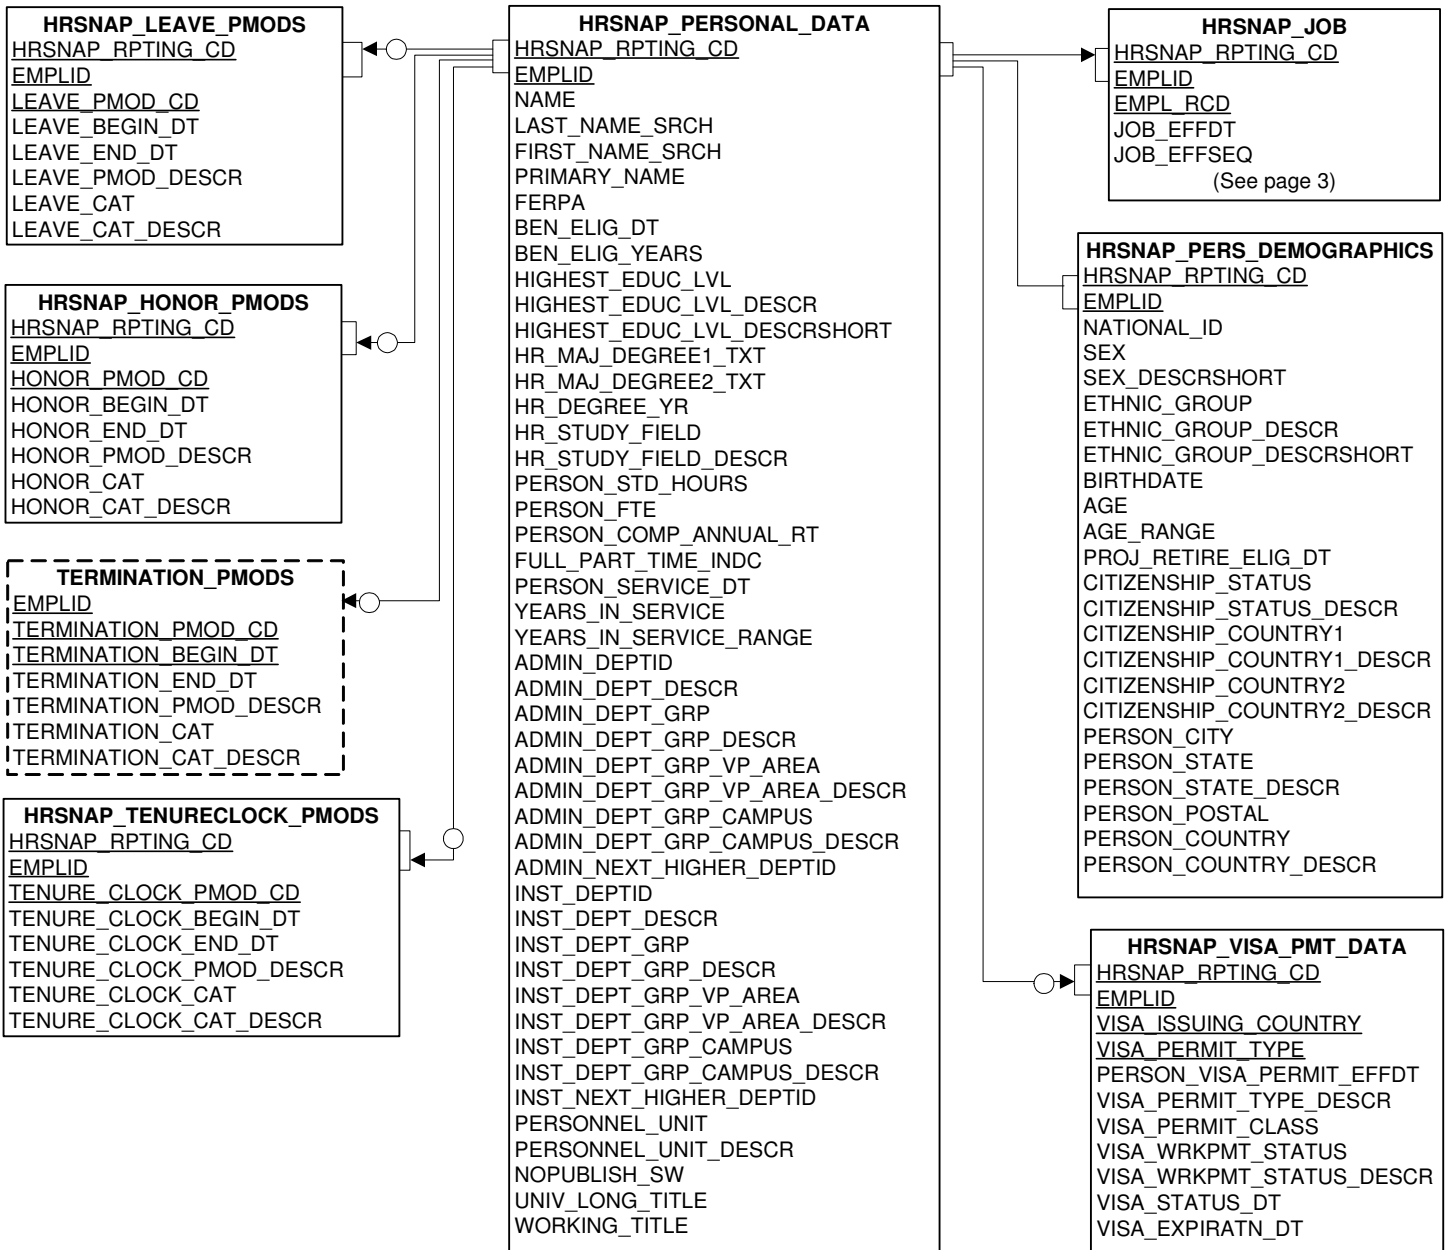 HRSNAP_LEAVE_PMODS
HRSNAP_RPTING_CD
EMPLID
LEAVE_PMOD_CD
LEAVE_BEGIN_DT
LEAVE_END_DT
LEAVE_PMOD_DESCR
LEAVE_CAT
LEAVE_CAT_DESCR
HRSNAP_HONOR_PMODS
HRSNAP_RPTING_CD
EMPLID
HONOR_PMOD_CD
HONOR_BEGIN_DT
HONOR_END_DT
HONOR_PMOD_DESCR
HONOR_CAT
HONOR_CAT_DESCR
TERMINATION_PMODS
EMPLID
TERMINATION_PMOD_CD
TERMINATION_BEGIN_DT
TERMINATION_END_DT
TERMINATION_PMOD_DESCR
TERMINATION_CAT
TERMINATION_CAT_DESCR
HRSNAP_TENURECLOCK_PMODS
HRSNAP_RPTING_CD
EMPLID
TENURE_CLOCK_PMOD_CD
TENURE_CLOCK_BEGIN_DT
TENURE_CLOCK_END_DT
TENURE_CLOCK_PMOD_DESCR
TENURE_CLOCK_CAT
TENURE_CLOCK_CAT_DESCR
HRSNAP_PERSONAL_DATA
HRSNAP_RPTING_CD
EMPLID
NAME
LAST_NAME_SRCH
FIRST_NAME_SRCH
PRIMARY_NAME
FERPA
BEN_ELIG_DT
BEN_ELIG_YEARS
HIGHEST_EDUC_LVL
HIGHEST_EDUC_LVL_DESCR
HIGHEST_EDUC_LVL_DESCRSHORT
HR_MAJ_DEGREE1_TXT
HR_MAJ_DEGREE2_TXT
HR_DEGREE_YR
HR_STUDY_FIELD
HR_STUDY_FIELD_DESCR
PERSON_STD_HOURS
PERSON_FTE
PERSON_COMP_ANNUAL_RT
FULL_PART_TIME_INDC
PERSON_SERVICE_DT
YEARS_IN_SERVICE
YEARS_IN_SERVICE_RANGE
ADMIN_DEPTID
ADMIN_DEPT_DESCR
ADMIN_DEPT_GRP
ADMIN_DEPT_GRP_DESCR
ADMIN_DEPT_GRP_VP_AREA
ADMIN_DEPT_GRP_VP_AREA_DESCR
ADMIN_DEPT_GRP_CAMPUS
ADMIN_DEPT_GRP_CAMPUS_DESCR
ADMIN_NEXT_HIGHER_DEPTID
INST_DEPTID
INST_DEPT_DESCR
INST_DEPT_GRP
INST_DEPT_GRP_DESCR
INST_DEPT_GRP_VP_AREA
INST_DEPT_GRP_VP_AREA_DESCR
INST_DEPT_GRP_CAMPUS
INST_DEPT_GRP_CAMPUS_DESCR
INST_NEXT_HIGHER_DEPTID
PERSONNEL_UNIT
PERSONNEL_UNIT_DESCR
NOPUBLISH_SW
UNIV_LONG_TITLE
WORKING_TITLE
HRSNAP_JOB
HRSNAP_RPTING_CD
EMPLID
EMPL_RCD
JOB_EFFDT
JOB_EFFSEQ
(See page 3)
HRSNAP_PERS_DEMOGRAPHICS
HRSNAP_RPTING_CD
EMPLID
NATIONAL_ID
SEX
SEX_DESCRSHORT
ETHNIC_GROUP
ETHNIC_GROUP_DESCR
ETHNIC_GROUP_DESCRSHORT
BIRTHDATE
AGE
AGE_RANGE
PROJ_RETIRE_ELIG_DT
CITIZENSHIP_STATUS
CITIZENSHIP_STATUS_DESCR
CITIZENSHIP_COUNTRY1
CITIZENSHIP_COUNTRY1_DESCR
CITIZENSHIP_COUNTRY2
CITIZENSHIP_COUNTRY2_DESCR
PERSON_CITY
PERSON_STATE
PERSON_STATE_DESCR
PERSON_POSTAL
PERSON_COUNTRY
PERSON_COUNTRY_DESCR
HRSNAP_VISA_PMT_DATA
HRSNAP_RPTING_CD
EMPLID
VISA_ISSUING_COUNTRY
VISA_PERMIT_TYPE
PERSON_VISA_PERMIT_EFFDT
VISA_PERMIT_TYPE_DESCR
VISA_PERMIT_CLASS
VISA_WRKPMT_STATUS
VISA_WRKPMT_STATUS_DESCR
VISA_STATUS_DT
VISA_EXPIRATN_DT